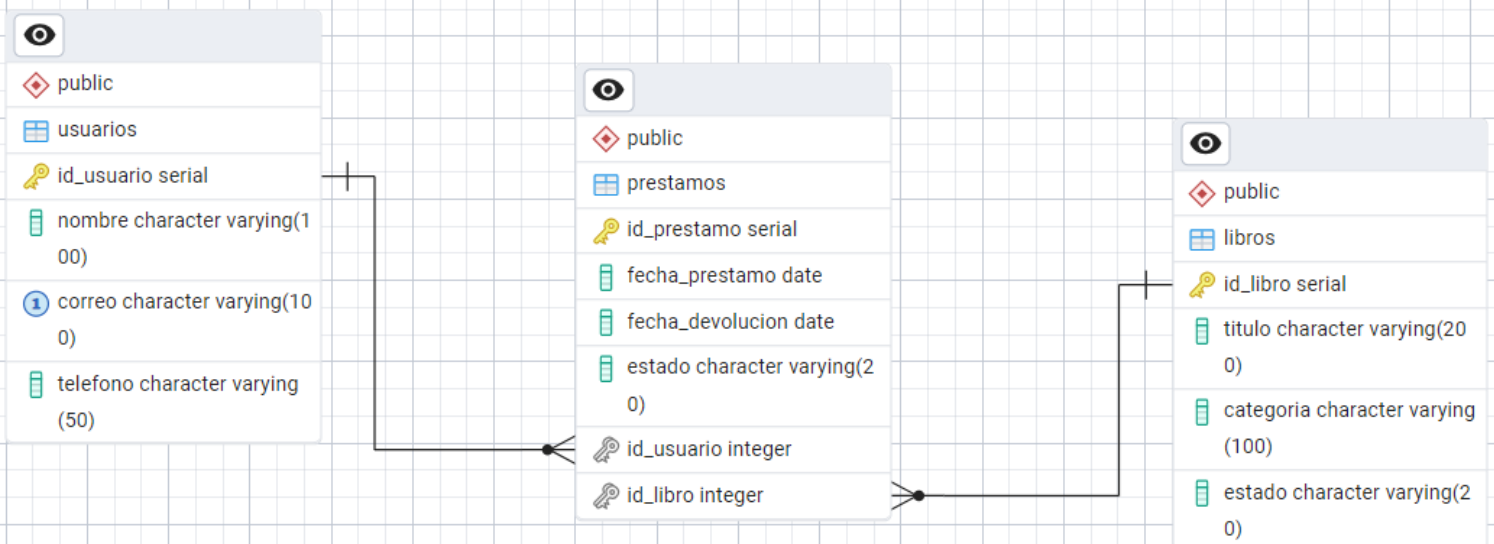 public
usuarios
id_usuario serial
nombre character varying(1
00)
1
correo character varying(10
0)
telefono character varying
(50)
public
prestamos
id_prestamo serial
fecha_prestamo date
fecha_devolucion date
estado character varying(2
0)
id_usuario integer
id_libro integer
public
libros
id_libro serial
titulo character varying(20
0)
categoria character varying
(100)
estado character varying(2
0)